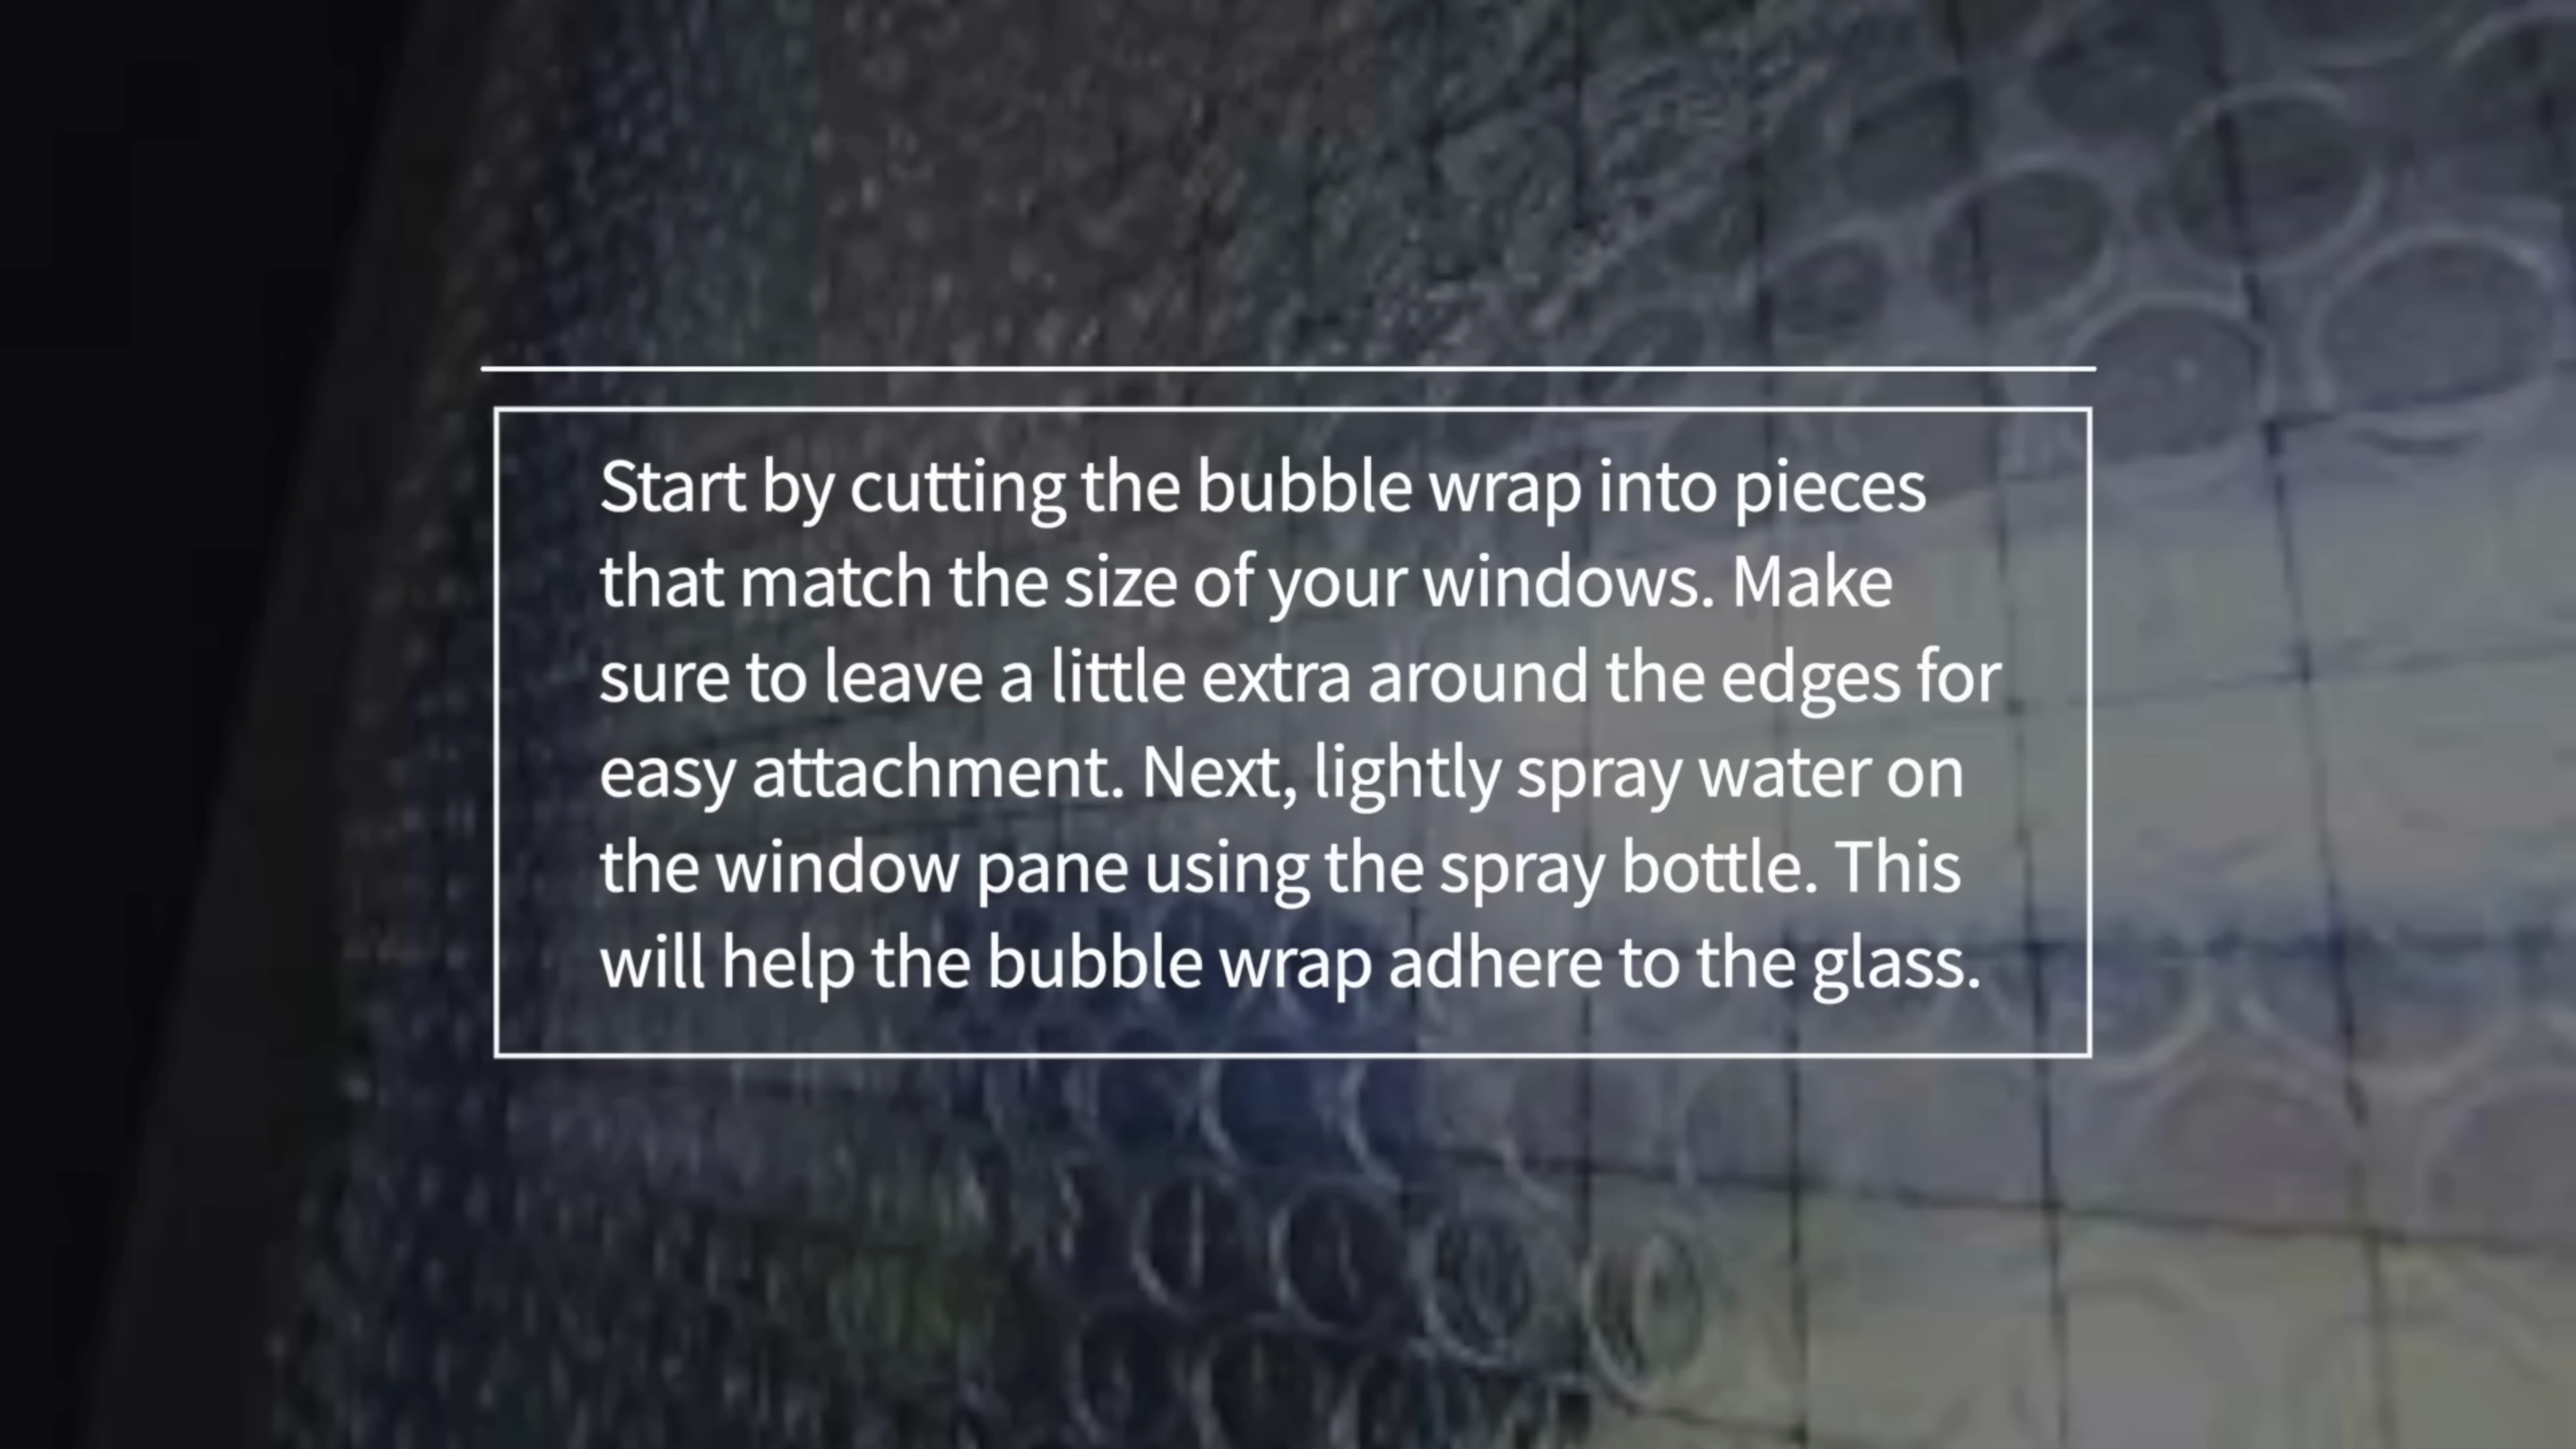 Start by cutting the bubble wrap into pieces
that match the size of your windows. Make
sure to leave a little extra around the edges for
easy attachment. Next, lightly spray water on
the window pane using the spray bottle. This
will help the bubble wrap adhere to the glass.